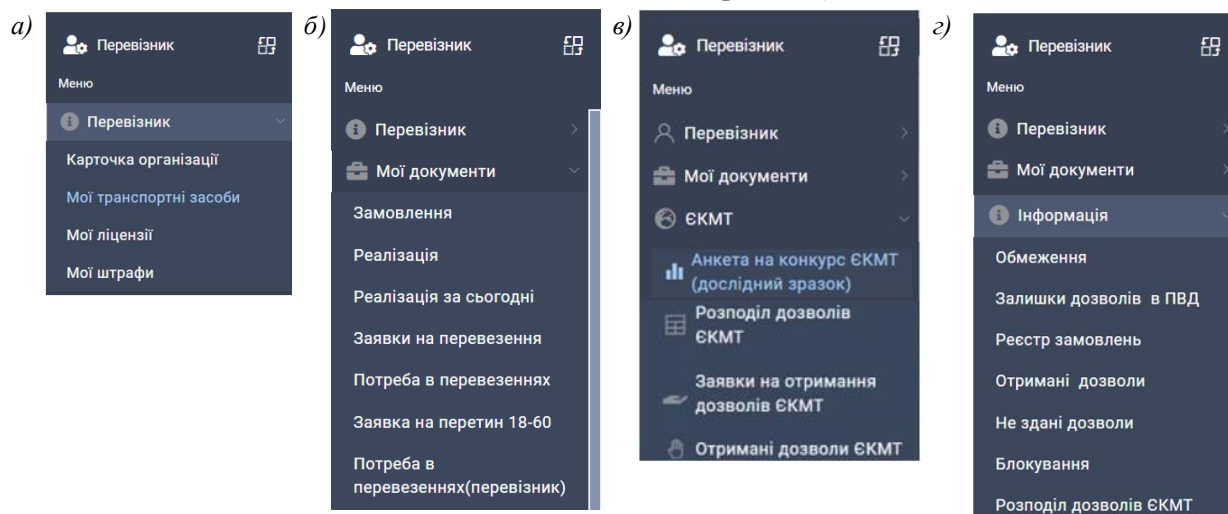 а)
Перевізник
Меню
Перевізник
Карточка організації
Мої транспортні засоби
Мої ліцензії
Мої штрафи
б)
Перевізник
Меню
Перевізник
Мої документи
Замовлення
Реалізація
Реалізація за сьогодні
Заявки на перевезення
Потреба в перевезеннях
Заявка на перетин 18-60
Потреба в
перевезеннях(перевізник)
в)
Перевізник
Меню
Перевізник
Мої документи
ЄКМТ
Анкета на конкурс ЄКМТ
(дослідний зразок)
Розподіл дозволів
ЄКМТ
Заявки на отримання
дозволів ЄКМТ
Отримані дозволи ЄКМТ
г)
Перевізник
Меню
Перевізник
Мої документи
Інформація
Обмеження
Залишки дозволів в ПВД
Реєстр замовлень
Отримані дозволи
Не здані дозволи
Блокування
Розподіл дозволів ЄКМТ